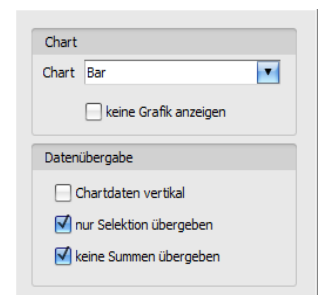 Chart
Chart Bar
keine Grafik anzeigen
Datenübergabe
Chartdaten vertikal
nur Selektion übergeben
keine Summen übergeben